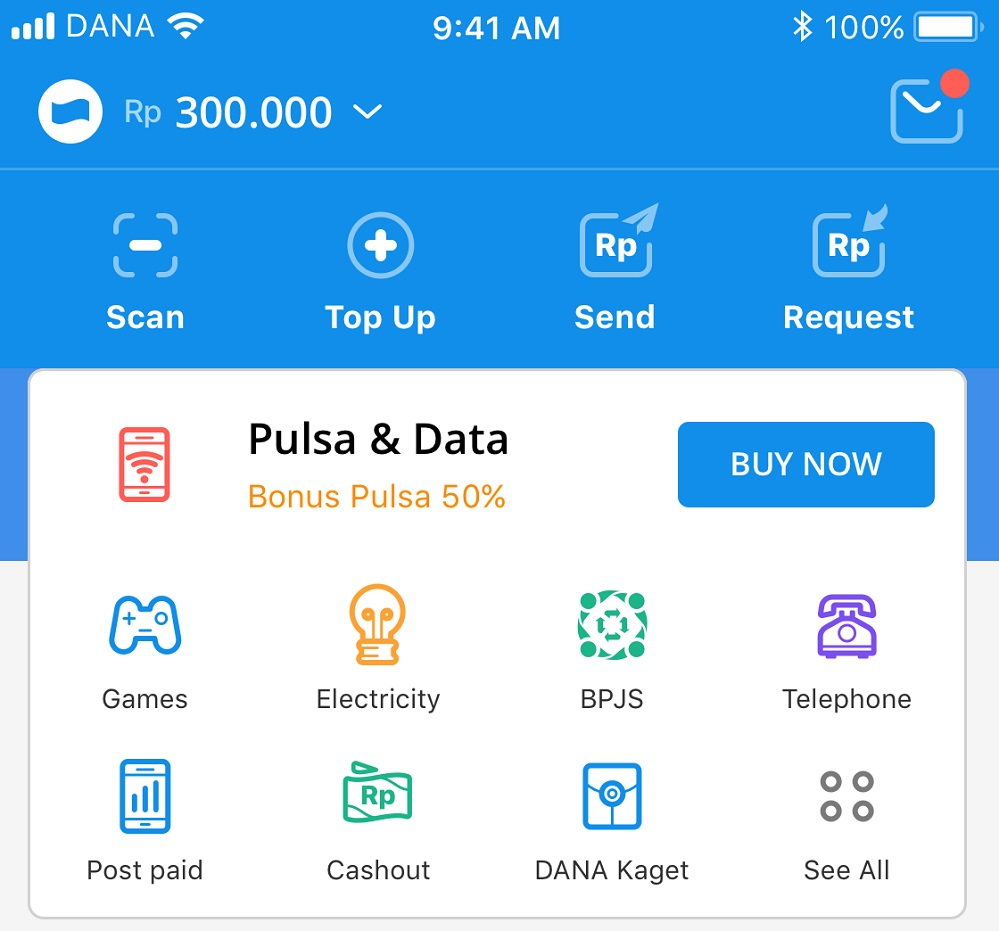 DANA 9:41 AM 100%
Rp 300.000
Rp Rp
Scan Top Up Send Request
Pulsa & Data
BUY NOW
Bonus Pulsa 50%
Games Electricity BPJS Telephone
Rp
Post paid Cashout DANA Kaget See All